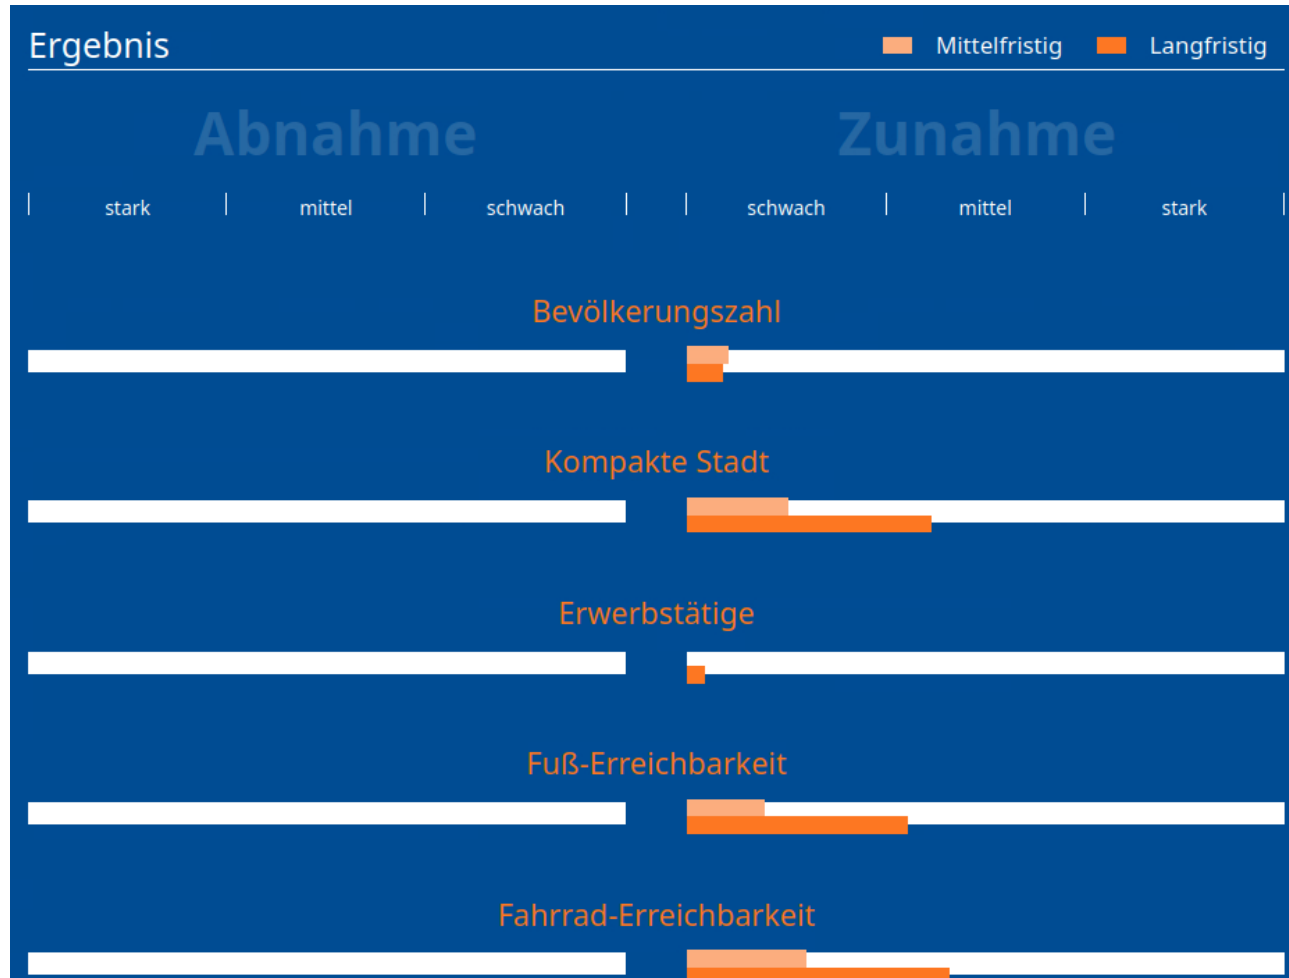 Ergebnis Mittelfristig Langfristig
Abnahme Zunahme
stark mittel schwach schwach mittel stark
Bevölkerungszahl
Kompakte Stadt
Erwerbstätige
Fuß-Erreichbarkeit
Fahrrad-Erreichbarkeit